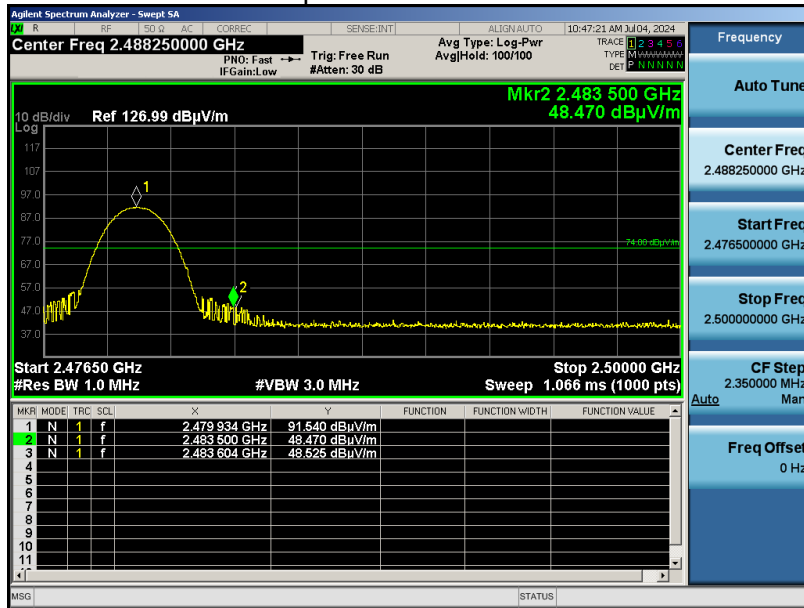 Agilent Spectrum Analyzer - Swept SA
LXI R RF 50 Ω AC CORREC SENSE:INT ALIGN AUTO 10:47:21 AM Jul 04, 2024
Center Freq 2.488250000 GHz
PNO: Fast
IFGain:Low
Trig: Free Run
#Atten: 30 dB
Avg Type: Log-Pwr
Avg|Hold: 100/100
TRACE 1 2 3 4 5 6
TYPE M
DET P N N N N N
Mkr2 2.483 500 GHz
48.470 dBµV/m
10 dB/div Ref 126.99 dBµV/m
Log
117
107
97.0
87.0
77.0
67.0
57.0
47.0
37.0
1
2
74.00 dBµV/m
Start 2.47650 GHz Stop 2.50000 GHz
#Res BW 1.0 MHz #VBW 3.0 MHz Sweep 1.066 ms (1000 pts)
MKR MODE TRC SCL X Y FUNCTION FUNCTION WIDTH FUNCTION VALUE
1 N 1 f 2.479 934 GHz 91.540 dBµV/m
2 N 1 f 2.483 500 GHz 48.470 dBµV/m
3 N 1 f 2.483 604 GHz 48.525 dBµV/m
4
5
6
7
8
9
10
11
MSG STATUS
Frequency
Auto Tune
Center Freq
2.488250000 GHz
Start Freq
2.476500000 GHz
Stop Freq
2.500000000 GHz
CF Step
2.350000 MHz
Auto Man
Freq Offset
0 Hz